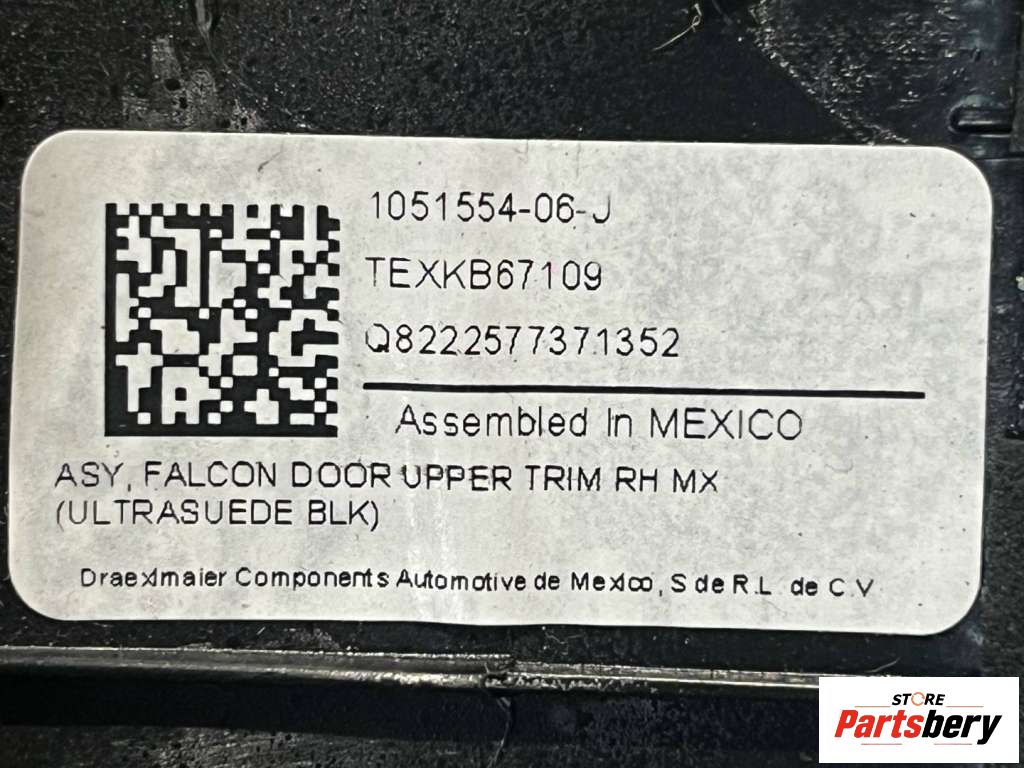 1051554-06-J
TEXKB67109
Q8222577371352
Assembled In MEXICO
ASY, FALCON DOOR UPPER TRIM RH MX
(ULTRASUEDE BLK)
Draexlmaier Components Automotive de Mexico, S de R.L. de C.V
STORE
Partsbery